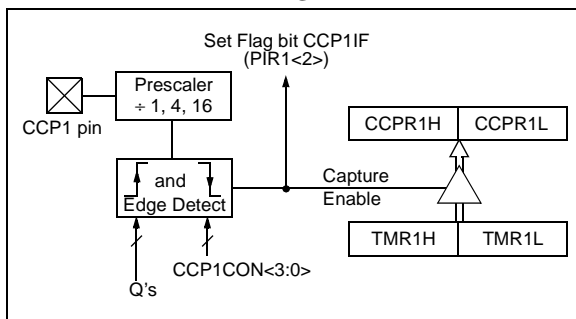 Set Flag bit CCP1IF
(PIR1<2>)
Prescaler
÷ 1, 4, 16
CCP1 pin
CCPR1H
CCPR1L
and
Edge Detect
Capture
Enable
TMR1H
TMR1L
CCP1CON<3:0>
Q's